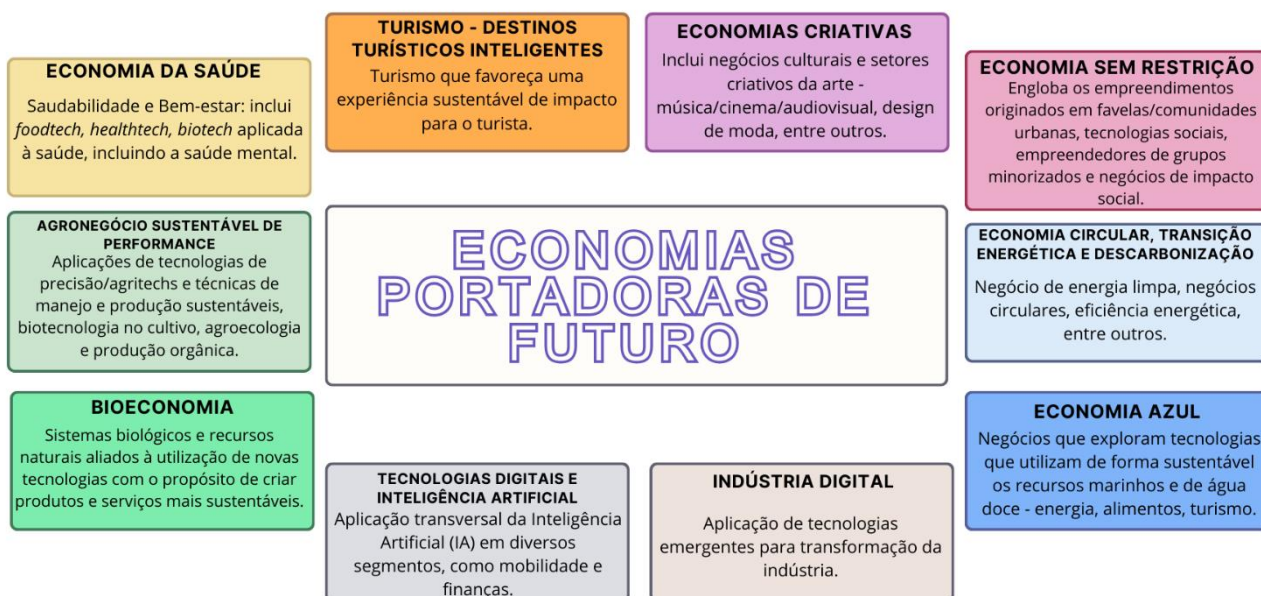 ECONOMIA DA SAÚDE
Saudabilidade e Bem-estar: inclui
foodtech, healthtech, biotech aplicada
à saúde, incluindo a saúde mental.
TURISMO - DESTINOS
TURÍSTICOS INTELIGENTES
Turismo que favoreça uma
experiência sustentável de impacto
para o turista.
ECONOMIAS CRIATIVAS
Inclui negócios culturais e setores
criativos da arte -
música/cinema/audiovisual, design
de moda, entre outros.
ECONOMIA SEM RESTRIÇÃO
Engloba os empreendimentos
originados em favelas/comunidades
urbanas, tecnologias sociais,
empreendedores de grupos
minorizados e negócios de impacto
social.
AGRONEGÓCIO SUSTENTÁVEL DE
PERFORMANCE
Aplicações de tecnologias de
precisão/agritechs e técnicas de
manejo e produção sustentáveis,
biotecnologia no cultivo, agroecologia
e produção orgânica.
ECONOMIAS
PORTADORAS DE
FUTURO
ECONOMIA CIRCULAR, TRANSIÇÃO
ENERGÉTICA E DESCARBONIZAÇÃO
Negócio de energia limpa, negócios
circulares, eficiência energética,
entre outros.
BIOECONOMIA
Sistemas biológicos e recursos
naturais aliados à utilização de novas
tecnologias com o propósito de criar
produtos e serviços mais sustentáveis.
TECNOLOGIAS DIGITAIS E
INTELIGÊNCIA ARTIFICIAL
Aplicação transversal da Inteligência
Artificial (IA) em diversos
segmentos, como mobilidade e
finanças.
INDÚSTRIA DIGITAL
Aplicação de tecnologias
emergentes para transformação da
indústria.
ECONOMIA AZUL
Negócios que exploram tecnologias
que utilizam de forma sustentável
os recursos marinhos e de água
doce - energia, alimentos, turismo.